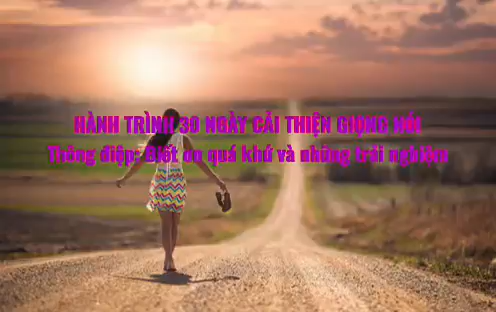 HÀNH TRÌNH 30 NGÀY CẢI THIỆN GIỌNG NÓI
Thông điệp: Biết ơn quá khứ và những trải nghiệm